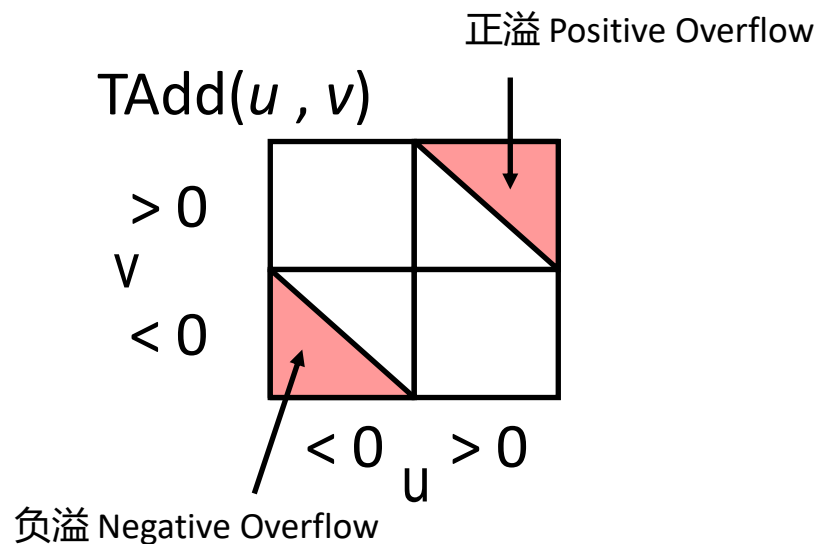 正溢 Positive Overflow
TAdd(u , v)
> 0
v
< 0
< 0 > 0
u
负溢 Negative Overflow